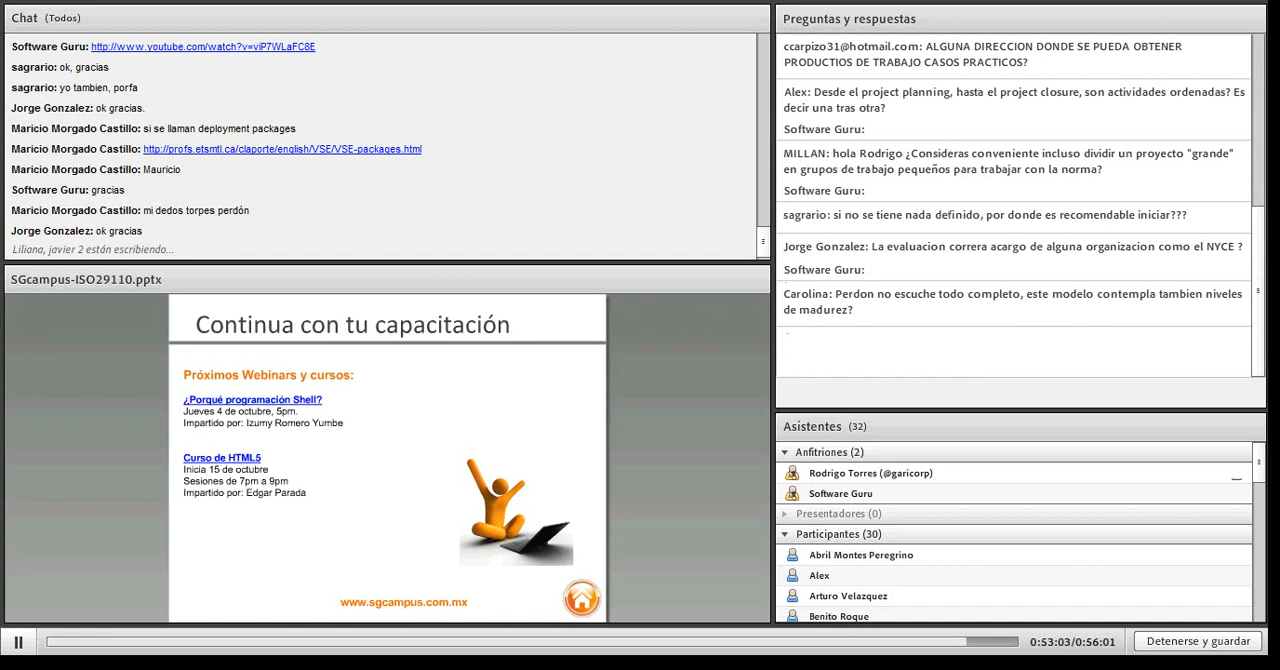 Chat (Todos)
Software Guru: http://www.youtube.com/watch?v=viP7WLaFC8E
sagrario: ok, gracias
sagrario: yo tambien, porfa
Jorge Gonzalez: ok gracias.
Maricio Morgado Castillo: si se llaman deployment packages
Maricio Morgado Castillo: http://profs.etsmtl.ca/claporte/english/VSE/VSE-packages.html
Maricio Morgado Castillo: Mauricio
Software Guru: gracias
Maricio Morgado Castillo: mi dedos torpes perdón
Jorge Gonzalez: ok gracias
Liliana, javier 2 están escribiendo...
SGcampus-ISO29110.pptx
Continua con tu capacitación
Próximos Webinars y cursos:
¿Porqué programación Shell?
Jueves 4 de octubre, 5pm.
Impartido por: Izumy Romero Yumbe
Curso de HTML5
Inicia 15 de octubre
Sesiones de 7pm a 9pm
Impartido por: Edgar Parada
www.sgcampus.com.mx
Preguntas y respuestas
ccarpizo31@hotmail.com: ALGUNA DIRECCION DONDE SE PUEDA OBTENER
PRODUCTIOS DE TRABAJO CASOS PRACTICOS?
Alex: Desde el project planning, hasta el project closure, son actividades ordenadas? Es
decir una tras otra?
Software Guru:
MILLAN: hola Rodrigo ¿Consideras conveniente incluso dividir un proyecto "grande"
en grupos de trabajo pequeños para trabajar con la norma?
Software Guru:
sagrario: si no se tiene nada definido, por donde es recomendable iniciar???
Jorge Gonzalez: La evaluacion correra acargo de alguna organizacion como el NYCE ?
Software Guru:
Carolina: Perdon no escuche todo completo, este modelo contempla tambien niveles
de madurez?
Asistentes (32)
Anfitriones (2)
Rodrigo Torres (@garicorp)
Software Guru
Presentadores (0)
Participantes (30)
Abril Montes Peregrino
Alex
Arturo Velazquez
Benito Roque
0:53:03/0:56:01
Detenerse y guardar